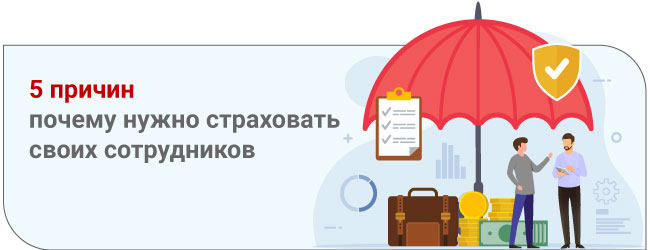 5 причин
почему нужно страховать
своих сотрудников